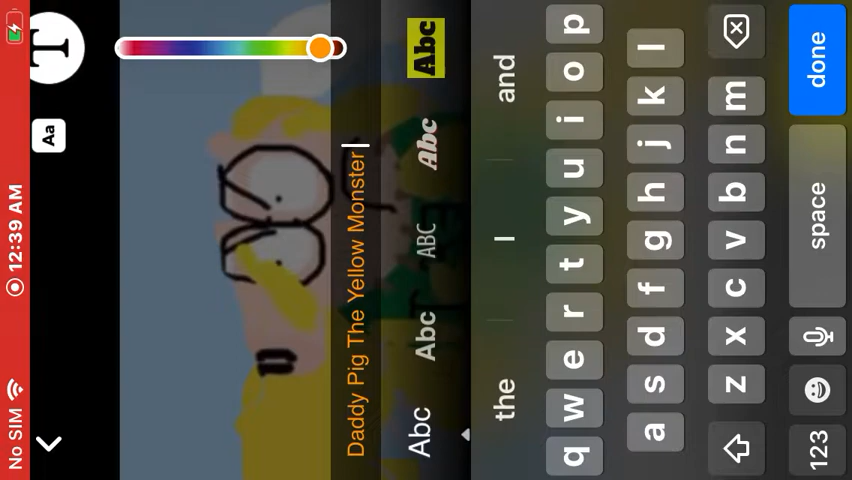 No SIM 12:39 AM
T
Aa
Daddy Pig The Yellow Monster
Abc Abc ABC Abc Abc
the I and
q w e r t y u i o p
a s d f g h j k l
z x c v b n m
123 space done